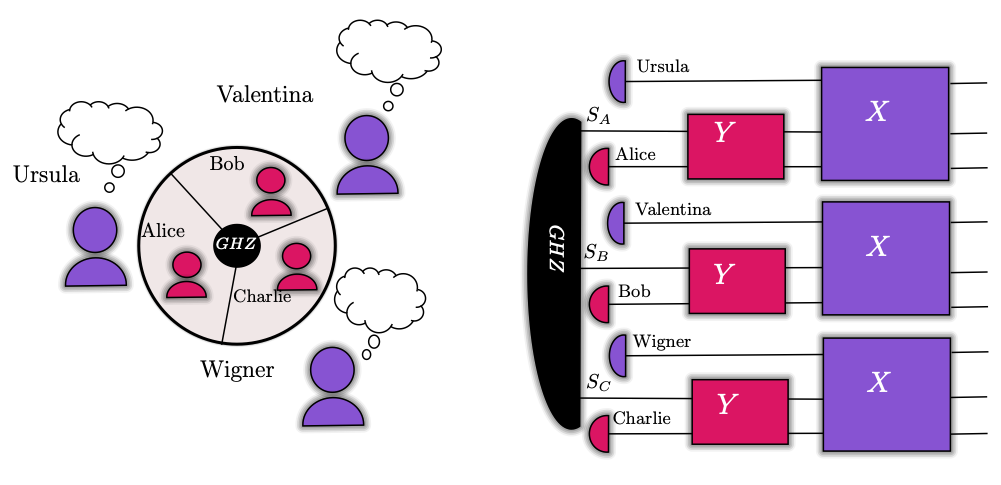 Valentina
Ursula
Bob
Alice
GHZ
Charlie
Wigner
Ursula
S_A
Y
X
Alice
Valentina
GHZ
S_B
Y
X
Bob
Wigner
S_C
Y
X
Charlie